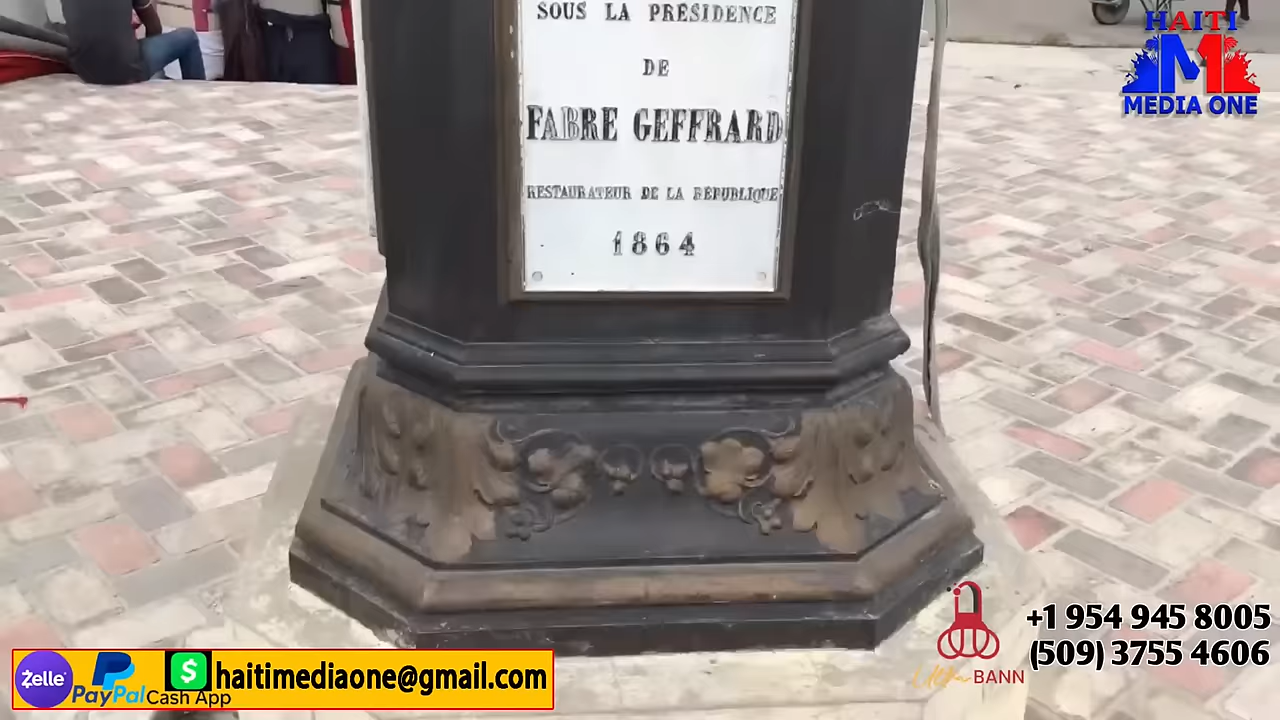 SOUS LA PRÉSIDENCE
DE
FABRE GEFFRARD
RESTAURATEUR DE LA RÉPUBLIQUE
1864
HAITI
M
MEDIA ONE
+1 954 945 8005
(509) 3755 4606
BANN
Zelle
PayPal
$
Cash App
haitimediaone@gmail.com